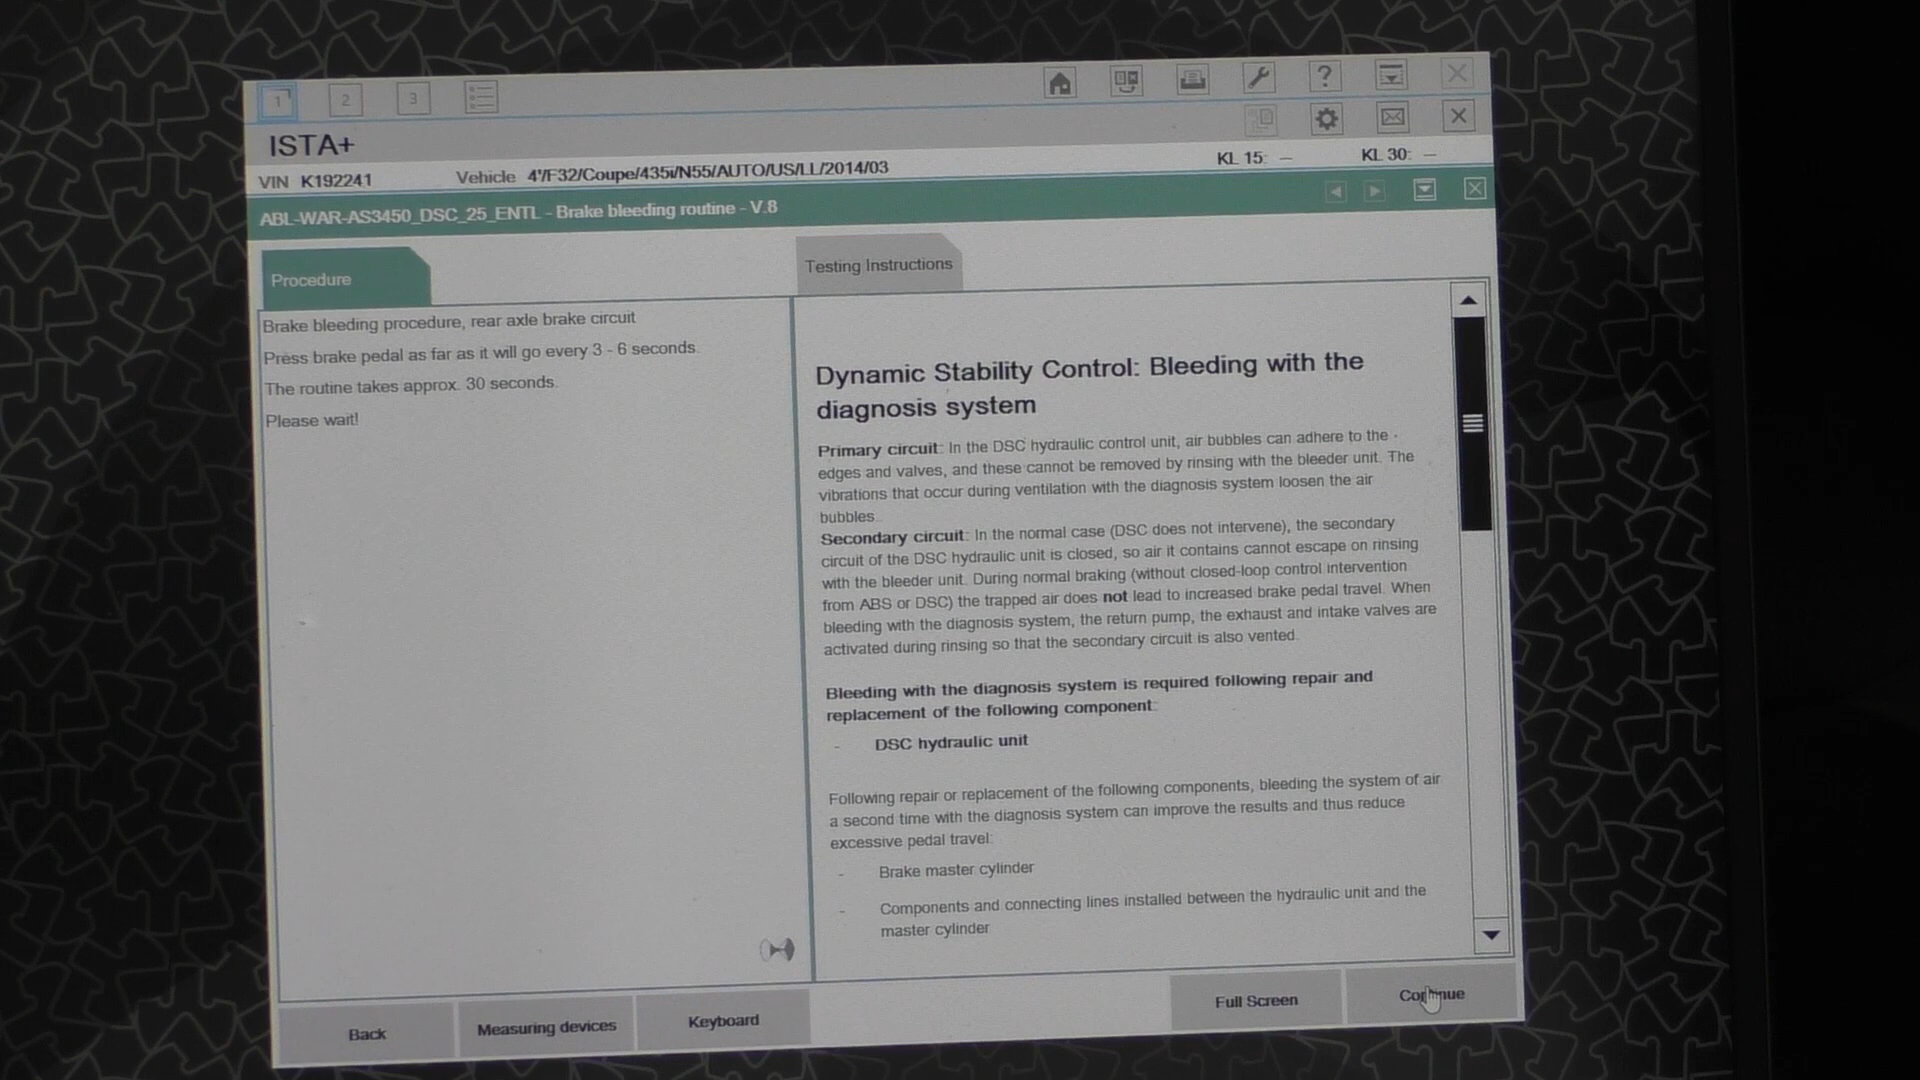 1 2 3 ?
ISTA+
VIN K192241 Vehicle 4'/F32/Coupe/435i/N55/AUTO/US/LL/2014/03 KL 15: -- KL 30: --
ABL-WAR-AS3450_DSC_25_ENTL - Brake bleeding routine - V.8
Procedure
Brake bleeding procedure, rear axle brake circuit
Press brake pedal as far as it will go every 3 - 6 seconds.
The routine takes approx. 30 seconds.
Please wait!
Testing Instructions
Dynamic Stability Control: Bleeding with the
diagnosis system
Primary circuit: In the DSC hydraulic control unit, air bubbles can adhere to the
edges and valves, and these cannot be removed by rinsing with the bleeder unit. The
vibrations that occur during ventilation with the diagnosis system loosen the air
bubbles.
Secondary circuit: In the normal case (DSC does not intervene), the secondary
circuit of the DSC hydraulic unit is closed, so air it contains cannot escape on rinsing
with the bleeder unit. During normal braking (without closed-loop control intervention
from ABS or DSC) the trapped air does not lead to increased brake pedal travel. When
bleeding with the diagnosis system, the return pump, the exhaust and intake valves are
activated during rinsing so that the secondary circuit is also vented.
Bleeding with the diagnosis system is required following repair and
replacement of the following component:
- DSC hydraulic unit
Following repair or replacement of the following components, bleeding the system of air
a second time with the diagnosis system can improve the results and thus reduce
excessive pedal travel:
- Brake master cylinder
- Components and connecting lines installed between the hydraulic unit and the
master cylinder
Back Measuring devices Keyboard Full Screen Continue